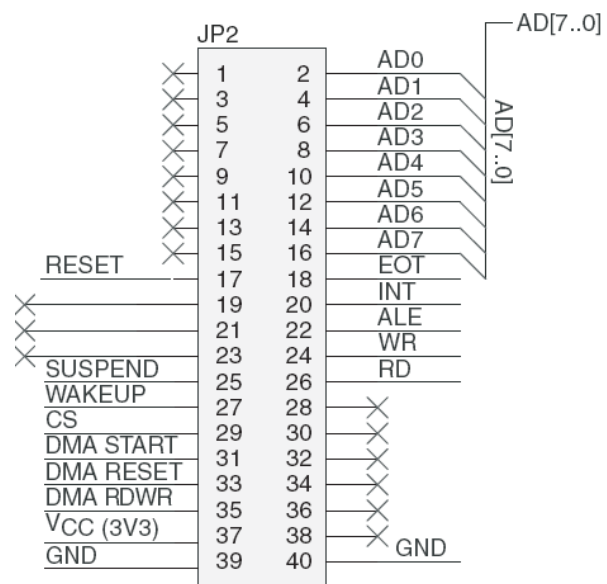 AD[7..0]
JP2
1 2 AD0
3 4 AD1
5 6 AD2
7 8 AD3
9 10 AD4
11 12 AD5
13 14 AD6
15 16 AD7
AD[7..0]
RESET 17 18 EOT
19 20 INT
21 22 ALE
23 24 WR
SUSPEND 25 26 RD
WAKEUP 27 28
CS 29 30
DMA START 31 32
DMA RESET 33 34
DMA RDWR 35 36
VCC (3V3) 37 38
GND 39 40 GND